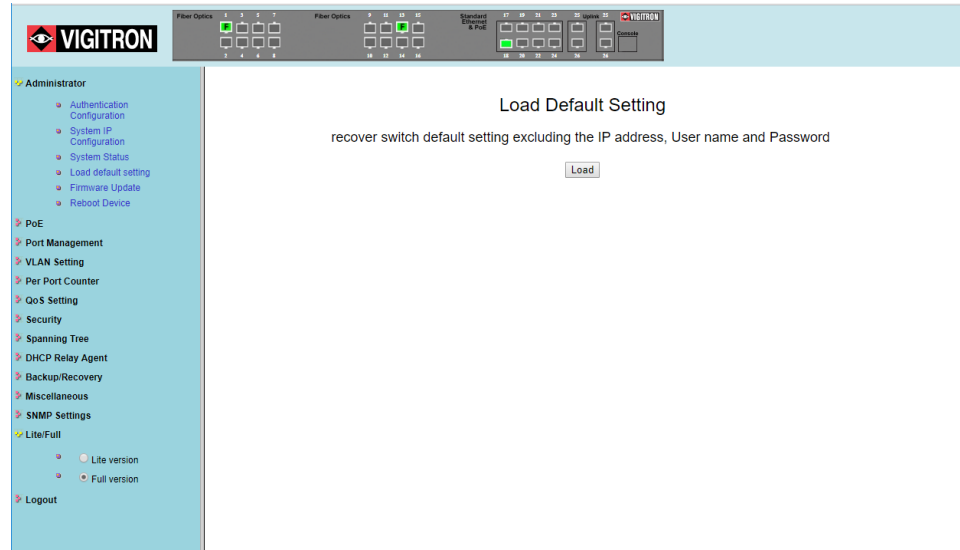 VIGITRON
Fiber Optics 1 3 5 7
F
2 4 6 8
Fiber Optics 9 11 13 15
F
10 12 14 16
Standard Ethernet & PoE 17 19 21 23
18 20 22 24
25 Uplink 25
26 26
VIGITRON
Console
Administrator
Authentication
Configuration
System IP
Configuration
System Status
Load default setting
Firmware Update
Reboot Device
PoE
Port Management
VLAN Setting
Per Port Counter
QoS Setting
Security
Spanning Tree
DHCP Relay Agent
Backup/Recovery
Miscellaneous
SNMP Settings
Lite/Full
Lite version
Full version
Logout
Load Default Setting
recover switch default setting excluding the IP address, User name and Password
Load